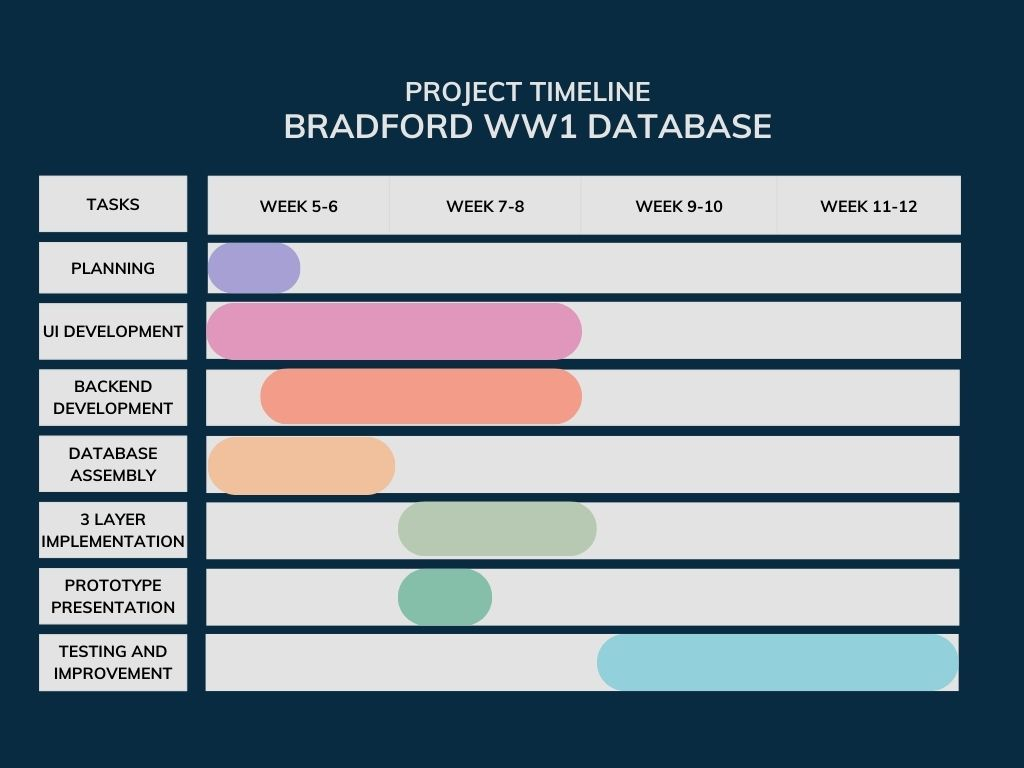 PROJECT TIMELINE
BRADFORD WW1 DATABASE
TASKS
WEEK 5-6
WEEK 7-8
WEEK 9-10
WEEK 11-12
PLANNING
UI DEVELOPMENT
BACKEND
DEVELOPMENT
DATABASE
ASSEMBLY
3 LAYER
IMPLEMENTATION
PROTOTYPE
PRESENTATION
TESTING AND
IMPROVEMENT